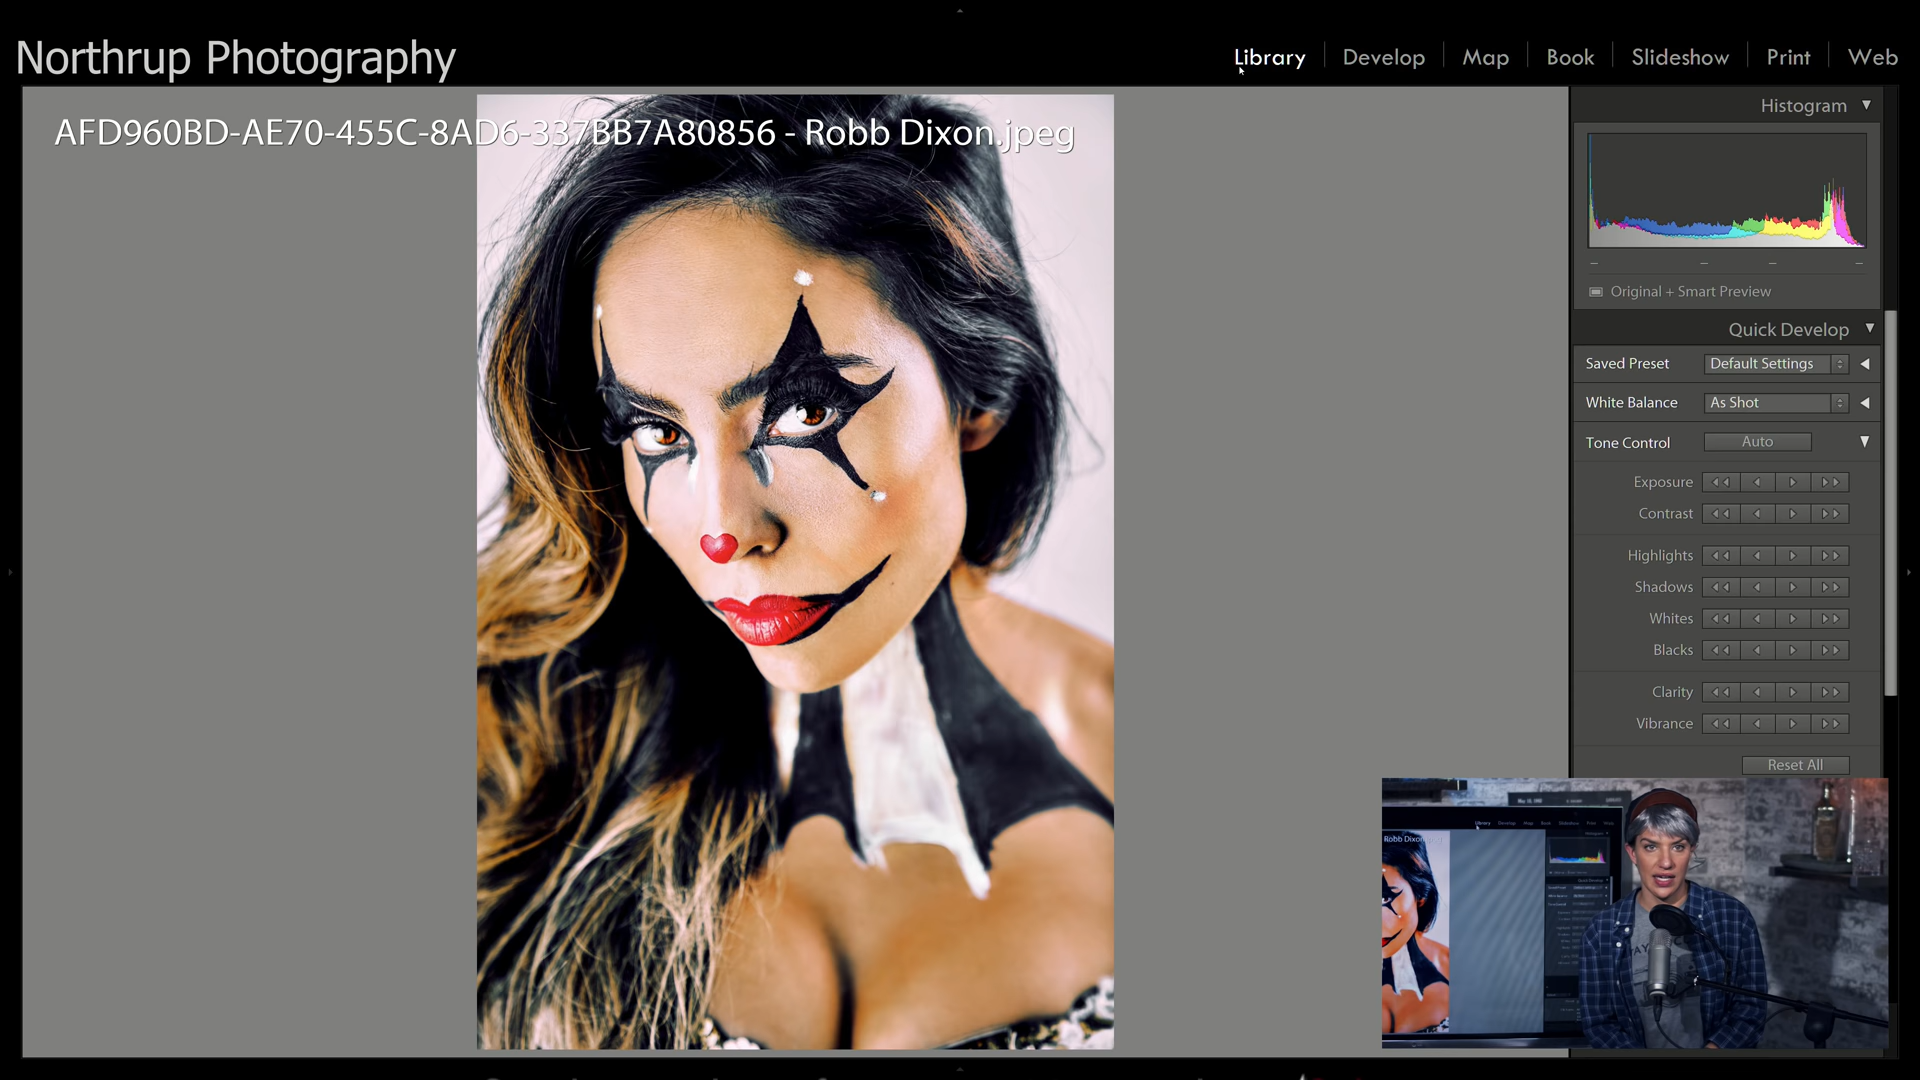 Northrup Photography
Library Develop Map Book Slideshow Print Web
AFD960BD-AE70-455C-8AD6-337BB7A80856 - Robb Dixon.jpeg
Histogram
Original + Smart Preview
Quick Develop
Saved Preset Default Settings
White Balance As Shot
Tone Control Auto
Exposure
Contrast
Highlights
Shadows
Whites
Blacks
Clarity
Vibrance
Reset All
Robb Dixon